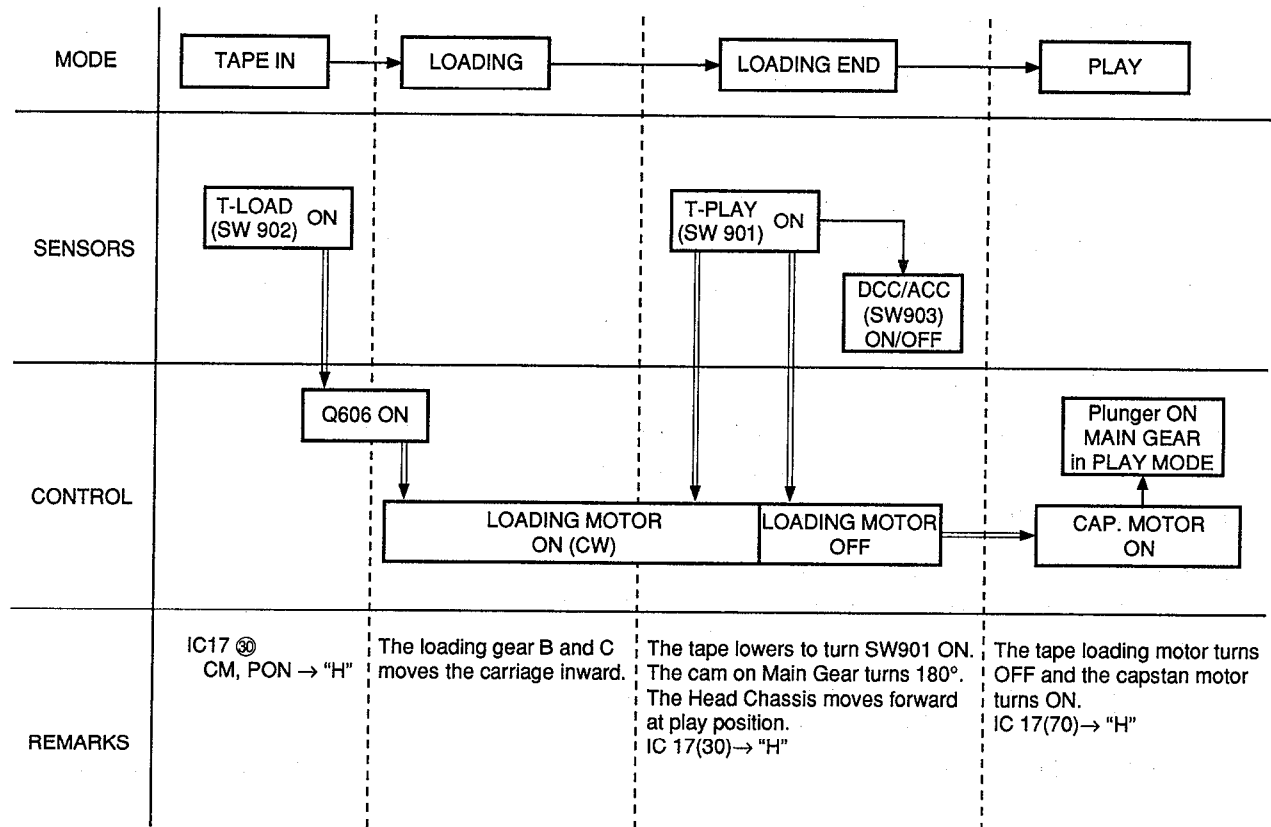 MODE
TAPE IN
LOADING
LOADING END
PLAY
SENSORS
T-LOAD
(SW 902)
ON
T-PLAY
(SW 901)
ON
DCC/ACC
(SW903)
ON/OFF
CONTROL
Q606 ON
LOADING MOTOR
ON (CW)
LOADING MOTOR
OFF
Plunger ON
MAIN GEAR
in PLAY MODE
CAP. MOTOR
ON
REMARKS
IC17 ㉚
CM, PON → “H”
The loading gear B and C
moves the carriage inward.
The tape lowers to turn SW901 ON.
The cam on Main Gear turns 180°.
The Head Chassis moves forward
at play position.
IC 17(30)→ “H”
The tape loading motor turns
OFF and the capstan motor
turns ON.
IC 17(70)→ “H”